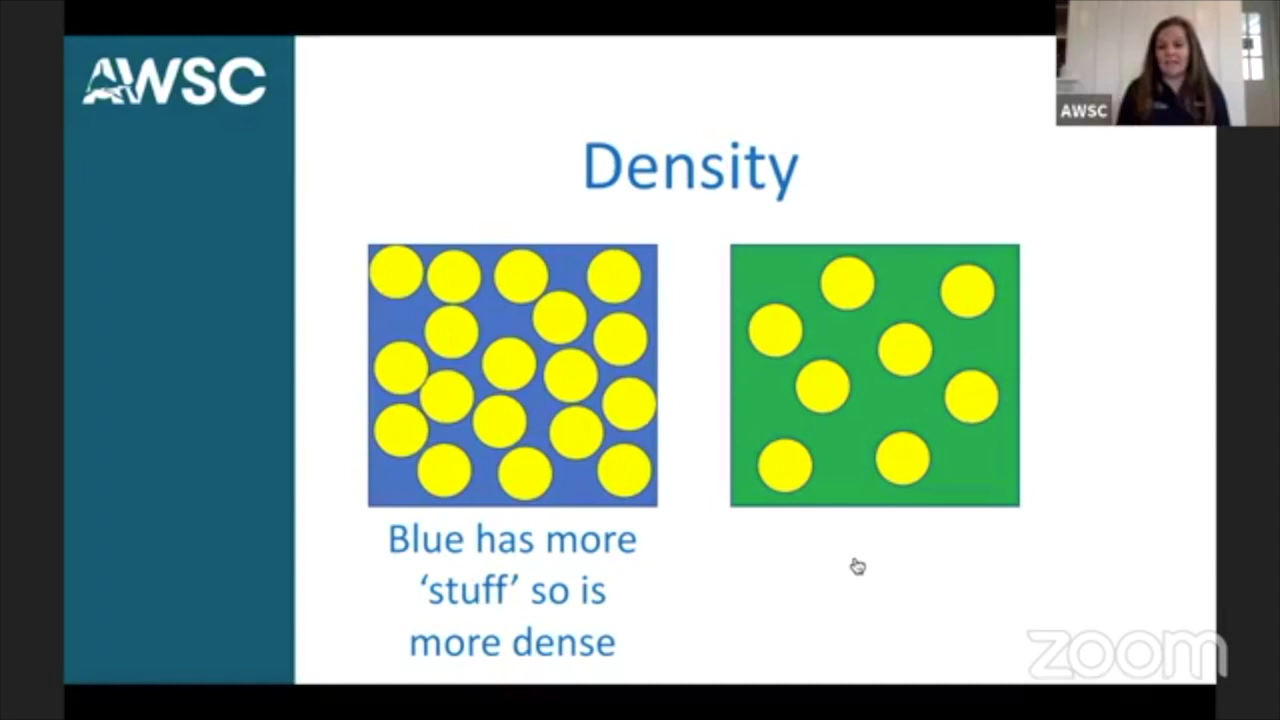 AWSC
AWSC
Density
Blue has more
‘stuff’ so is
more dense
zoom